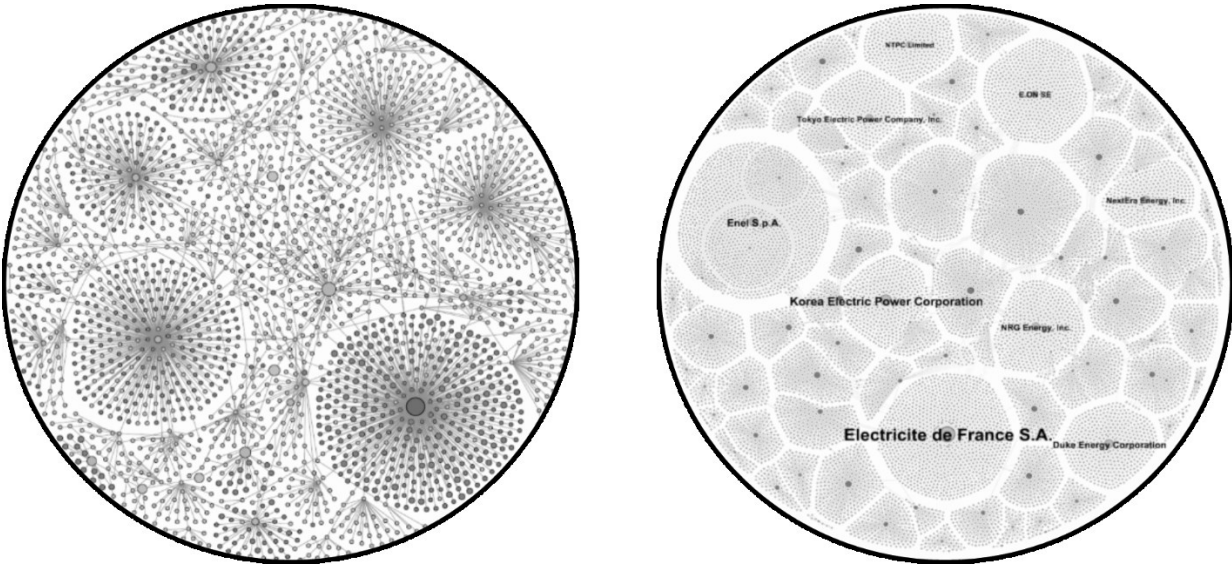 NTPC Limited
E.ON SE
Tokyo Electric Power Company, Inc.
NextEra Energy, Inc.
Enel S.p.A.
Korea Electric Power Corporation
NRG Energy, Inc.
Electricite de France S.A.
Duke Energy Corporation